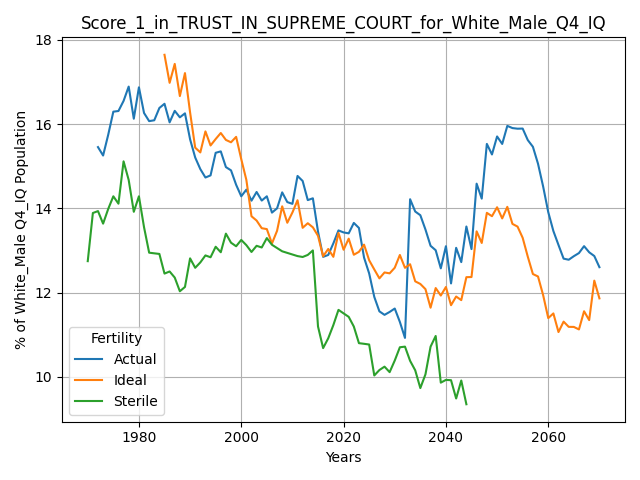 Score_1_in_TRUST_IN_SUPREME_COURT_for_White_Male_Q4_IQ
% of White_Male Q4_IQ Population
18
16
14
12
10
Fertility
Actual
Ideal
Sterile
1980
2000
2020
2040
2060
Years